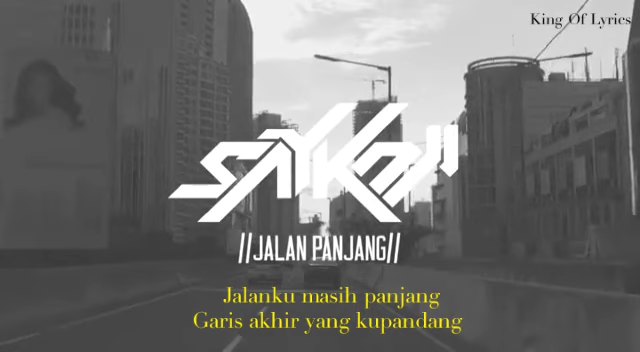 King Of Lyrics
SAYKOJI
//JALAN PANJANG//
Jalanku masih panjang
Garis akhir yang kupandang